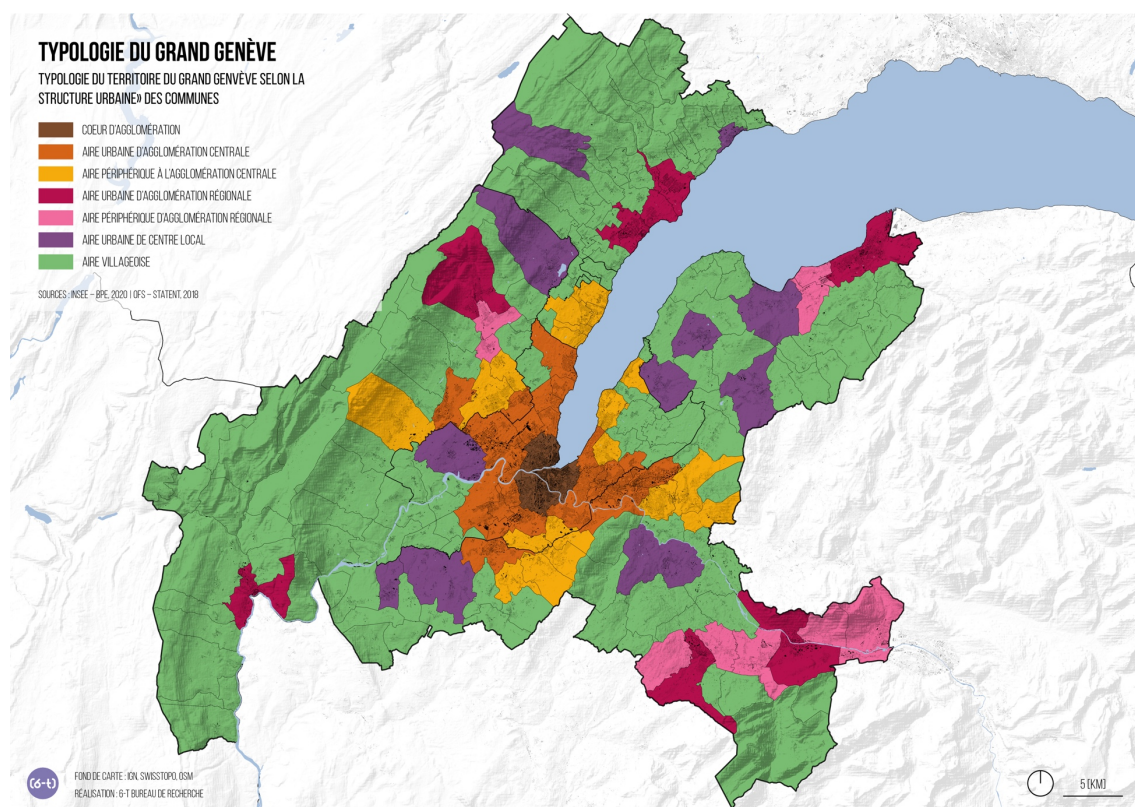 TYPOLOGIE DU GRAND GENÈVE
TYPOLOGIE DU TERRITOIRE DU GRAND GENVÈVE SELON LA
STRUCTURE URBAINE» DES COMMUNES
COEUR D'AGGLOMÉRATION
AIRE URBAINE D'AGGLOMÉRATION CENTRALE
AIRE PÉRIPHÉRIQUE À L'AGGLOMÉRATION CENTRALE
AIRE URBAINE D'AGGLOMÉRATION RÉGIONALE
AIRE PÉRIPHÉRIQUE D'AGGLOMÉRATION RÉGIONALE
AIRE URBAINE DE CENTRE LOCAL
AIRE VILLAGEOISE
SOURCES : INSEE – BPE, 2020 | OFS – STATENT, 2018
(6-t)
FOND DE CARTE : IGN, SWISSTOPO, OSM
RÉALISATION : 6-T BUREAU DE RECHERCHE
5 [KM]